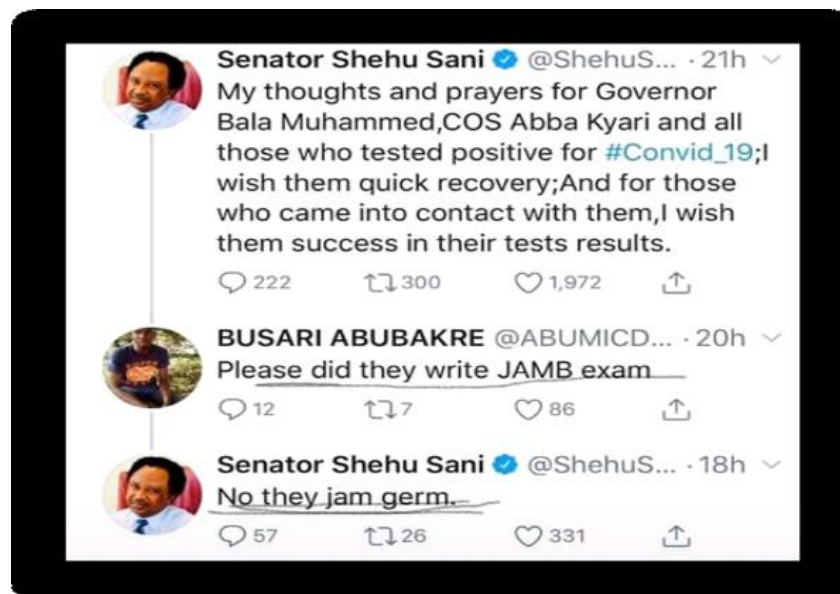 Senator Shehu Sani @ShehuS... · 21h
My thoughts and prayers for Governor
Bala Muhammed,COS Abba Kyari and all
those who tested positive for #Convid_19;I
wish them quick recovery;And for those
who came into contact with them,I wish
them success in their tests results.
222 300 1,972
BUSARI ABUBAKRE @ABUMICD... · 20h
Please did they write JAMB exam
12 7 86
Senator Shehu Sani @ShehuS... · 18h
No they jam germ.
57 26 331